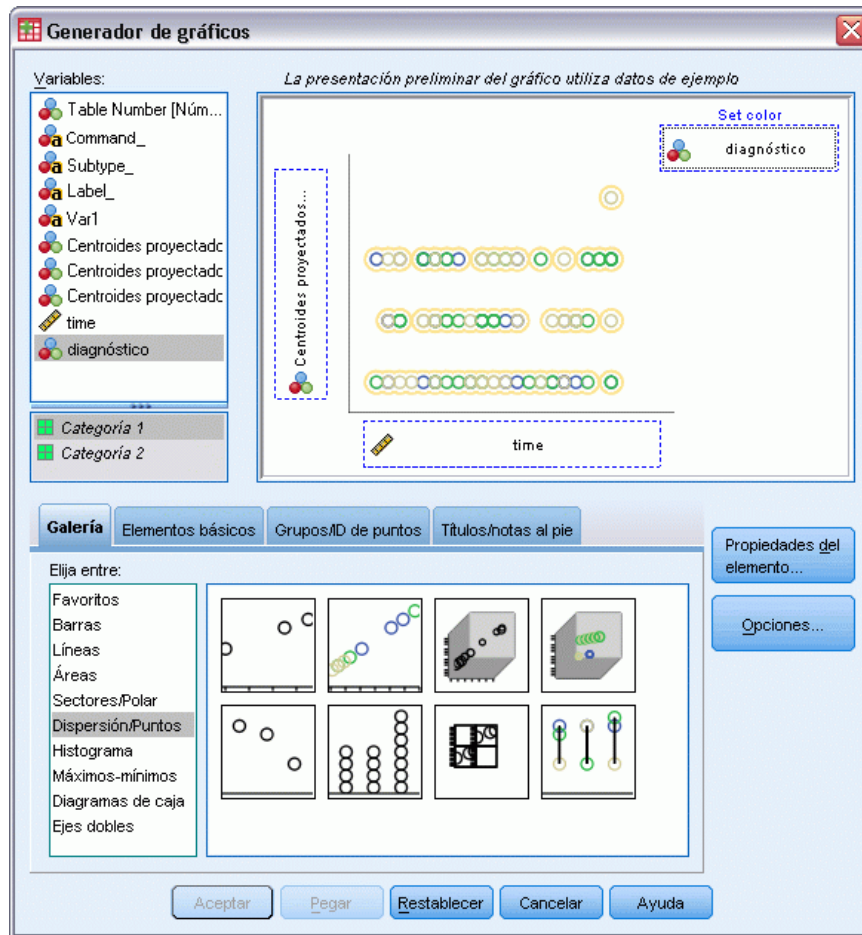 Generador de gráficos
Variables:
Table Number [Núm...
Command_
Subtype_
Label_
Var1
Centroides proyectadc
Centroides proyectadc
Centroides proyectadc
time
diagnóstico
Categoría 1
Categoría 2
La presentación preliminar del gráfico utiliza datos de ejemplo
Set color
diagnóstico
Centroides proyectados...
time
Galería
Elementos básicos
Grupos/ID de puntos
Títulos/notas al pie
Elija entre:
Favoritos
Barras
Líneas
Áreas
Sectores/Polar
Dispersión/Puntos
Histograma
Máximos-mínimos
Diagramas de caja
Ejes dobles
Propiedades del
elemento...
Opciones...
Aceptar
Pegar
Restablecer
Cancelar
Ayuda